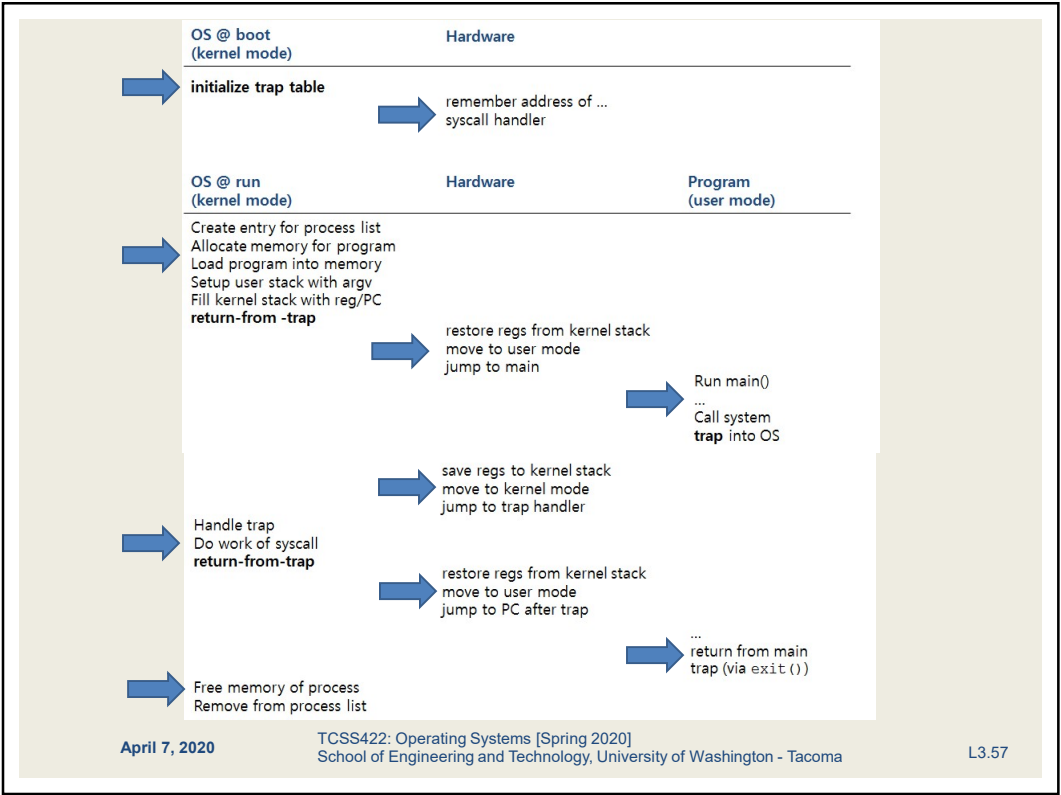 OS @ boot Hardware
(kernel mode)
initialize trap table
remember address of ...
syscall handler
OS @ run Hardware Program
(kernel mode) (user mode)
Create entry for process list
Allocate memory for program
Load program into memory
Setup user stack with argv
Fill kernel stack with reg/PC
return-from -trap
restore regs from kernel stack
move to user mode
jump to main
Run main()
...
Call system
trap into OS
save regs to kernel stack
move to kernel mode
jump to trap handler
Handle trap
Do work of syscall
return-from-trap
restore regs from kernel stack
move to user mode
jump to PC after trap
...
return from main
trap (via exit())
Free memory of process
Remove from process list
April 7, 2020
TCSS422: Operating Systems [Spring 2020]
School of Engineering and Technology, University of Washington - Tacoma
L3.57